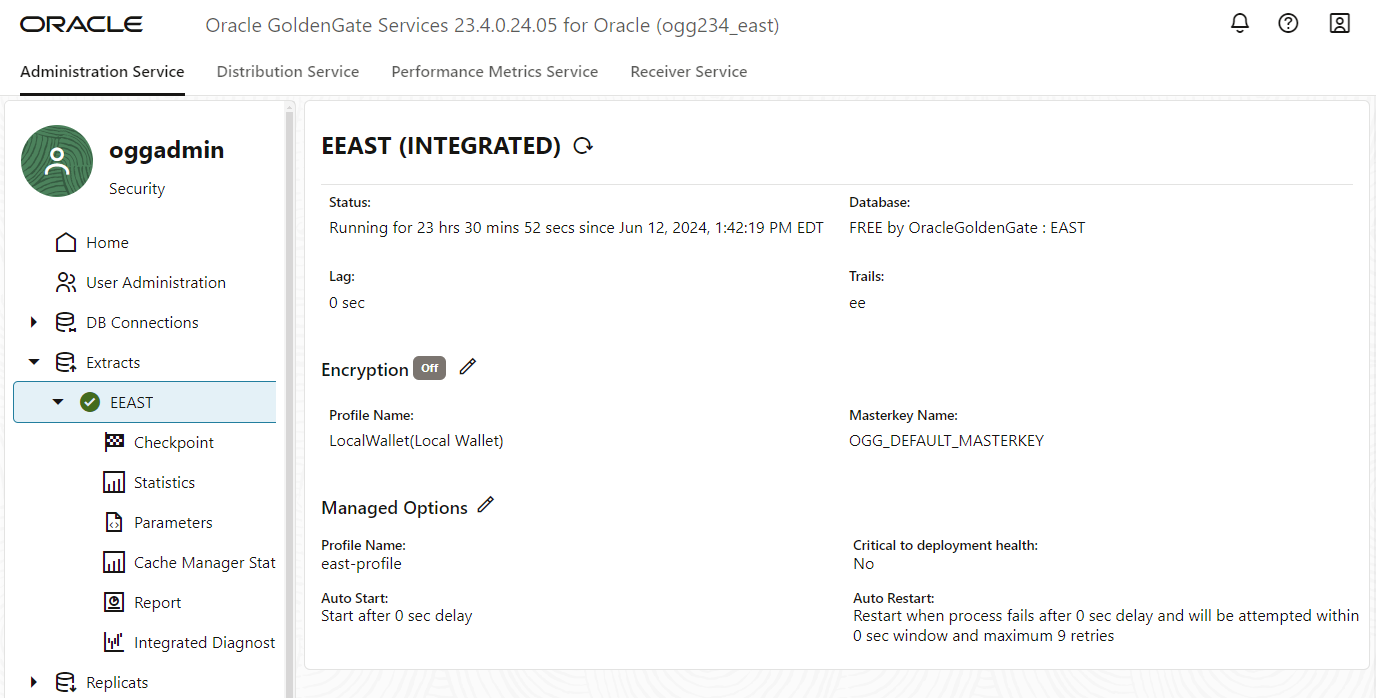 ORACLE
Oracle GoldenGate Services 23.4.0.24.05 for Oracle (ogg234_east)
Administration Service
Distribution Service
Performance Metrics Service
Receiver Service
oggadmin
Security
Home
User Administration
DB Connections
Extracts
EEAST
Checkpoint
Statistics
Parameters
Cache Manager Stat
Report
Integrated Diagnost
Replicats
EEAST (INTEGRATED)
Status:
Running for 23 hrs 30 mins 52 secs since Jun 12, 2024, 1:42:19 PM EDT
Database:
FREE by OracleGoldenGate : EAST
Lag:
0 sec
Trails:
ee
Encryption Off
Profile Name:
LocalWallet(Local Wallet)
Masterkey Name:
OGG_DEFAULT_MASTERKEY
Managed Options
Profile Name:
east-profile
Critical to deployment health:
No
Auto Start:
Start after 0 sec delay
Auto Restart:
Restart when process fails after 0 sec delay and will be attempted within
0 sec window and maximum 9 retries